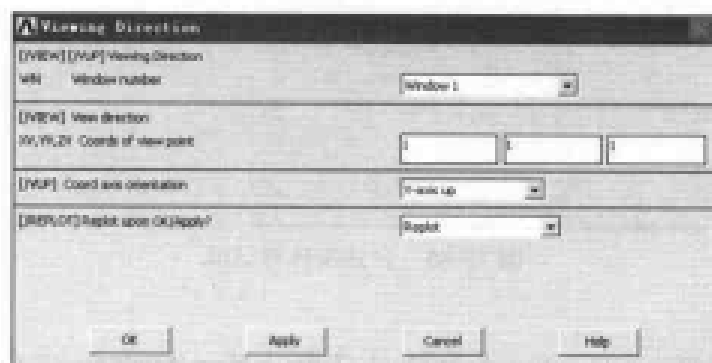 Viewing Direction
[/VIEW] [/VUP] Viewing Direction
WN Window number Window 1
[/VIEW] View direction
XV,YV,ZV Coords of view point 1 1 1
[/VUP] Coord axis orientation Y-axis up
[/REPLOT] Replot upon OK/Apply? Replot
OK Apply Cancel Help